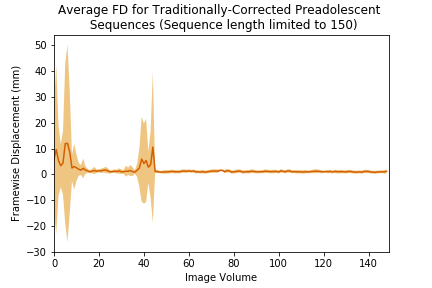 Average FD for Traditionally-Corrected Preadolescent
Sequences (Sequence length limited to 150)
Framewise Displacement (mm)
50
40
30
20
10
0
−10
−20
−30
0 20 40 60 80 100 120 140
Image Volume